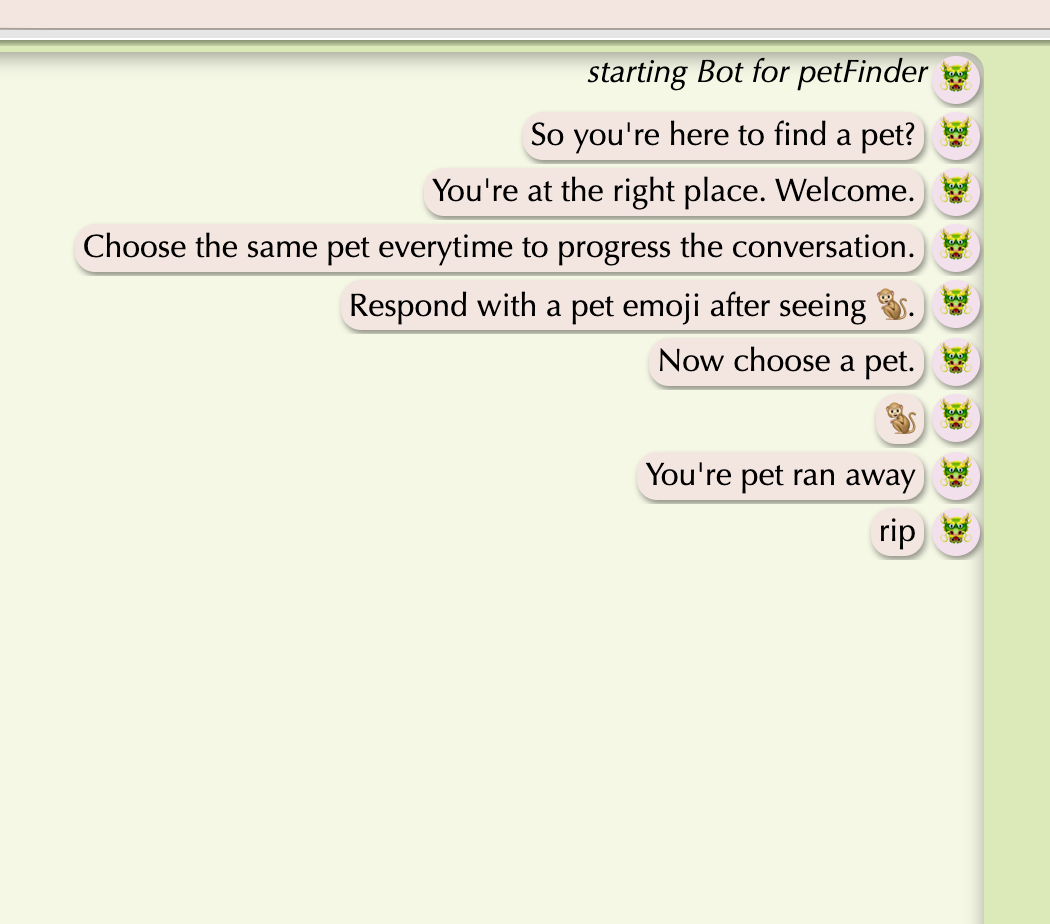 starting Bot for petFinder
So you're here to find a pet?
You're at the right place. Welcome.
Choose the same pet everytime to progress the conversation.
Respond with a pet emoji after seeing 🐒.
Now choose a pet.
🐒
You're pet ran away
rip